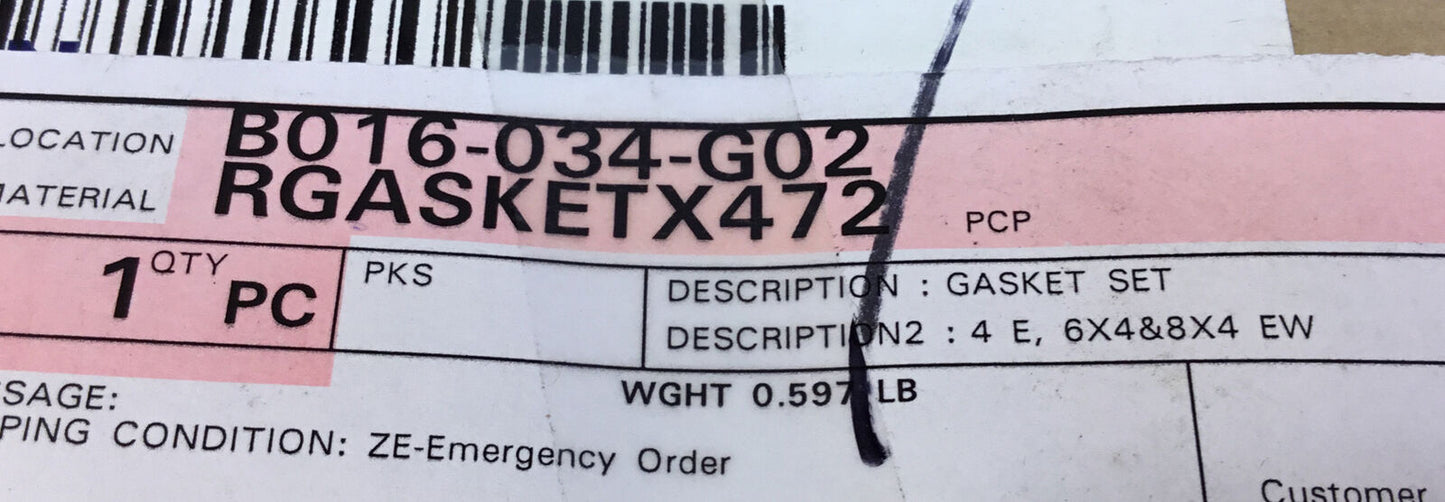 LOCATION B016-034-G02
MATERIAL RGASKETX472 PCP
1 QTY PC PKS DESCRIPTION : GASKET SET
DESCRIPTION2 : 4 E, 6X4&8X4 EW
WGHT 0.597 LB
SSAGE:
PING CONDITION: ZE-Emergency Order
Customer